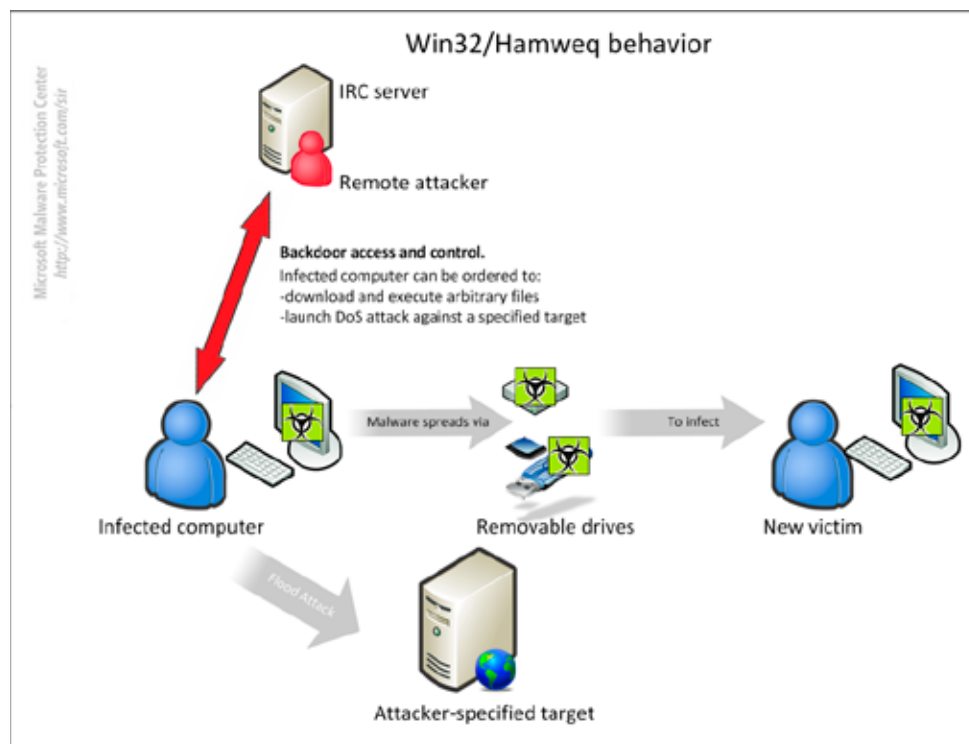 Win32/Hamweq behavior
Microsoft Malware Protection Center
http://www.microsoft.com/sir
IRC server
Remote attacker
Backdoor access and control.
Infected computer can be ordered to:
-download and execute arbitrary files
-launch DoS attack against a specified target
Malware spreads via
To infect
Infected computer
Removable drives
New victim
Flood Attack
Attacker-specified target